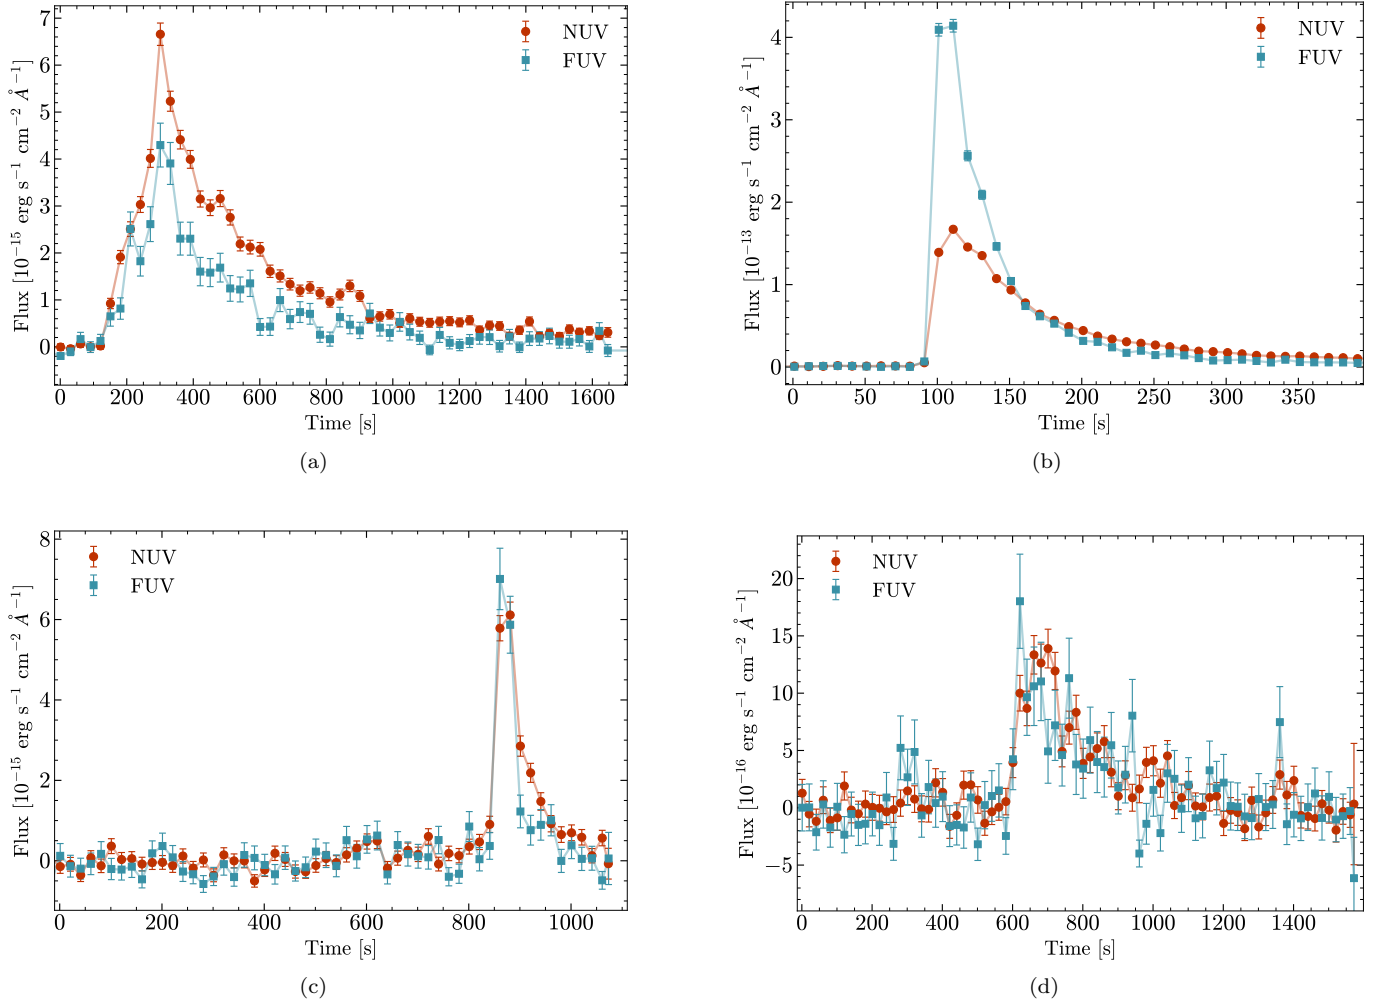 NUV
FUV
7
6
5
4
3
2
1
0
Flux [10⁻¹⁵ erg s⁻¹ cm⁻² Å⁻¹]
0 200 400 600 800 1000 1200 1400 1600
Time [s]
(a)
NUV
FUV
4
3
2
1
0
Flux [10⁻¹³ erg s⁻¹ cm⁻² Å⁻¹]
0 50 100 150 200 250 300 350
Time [s]
(b)
NUV
FUV
8
6
4
2
0
Flux [10⁻¹⁵ erg s⁻¹ cm⁻² Å⁻¹]
0 200 400 600 800 1000
Time [s]
(c)
NUV
FUV
20
15
10
5
0
−5
Flux [10⁻¹⁶ erg s⁻¹ cm⁻² Å⁻¹]
0 200 400 600 800 1000 1200 1400
Time [s]
(d)